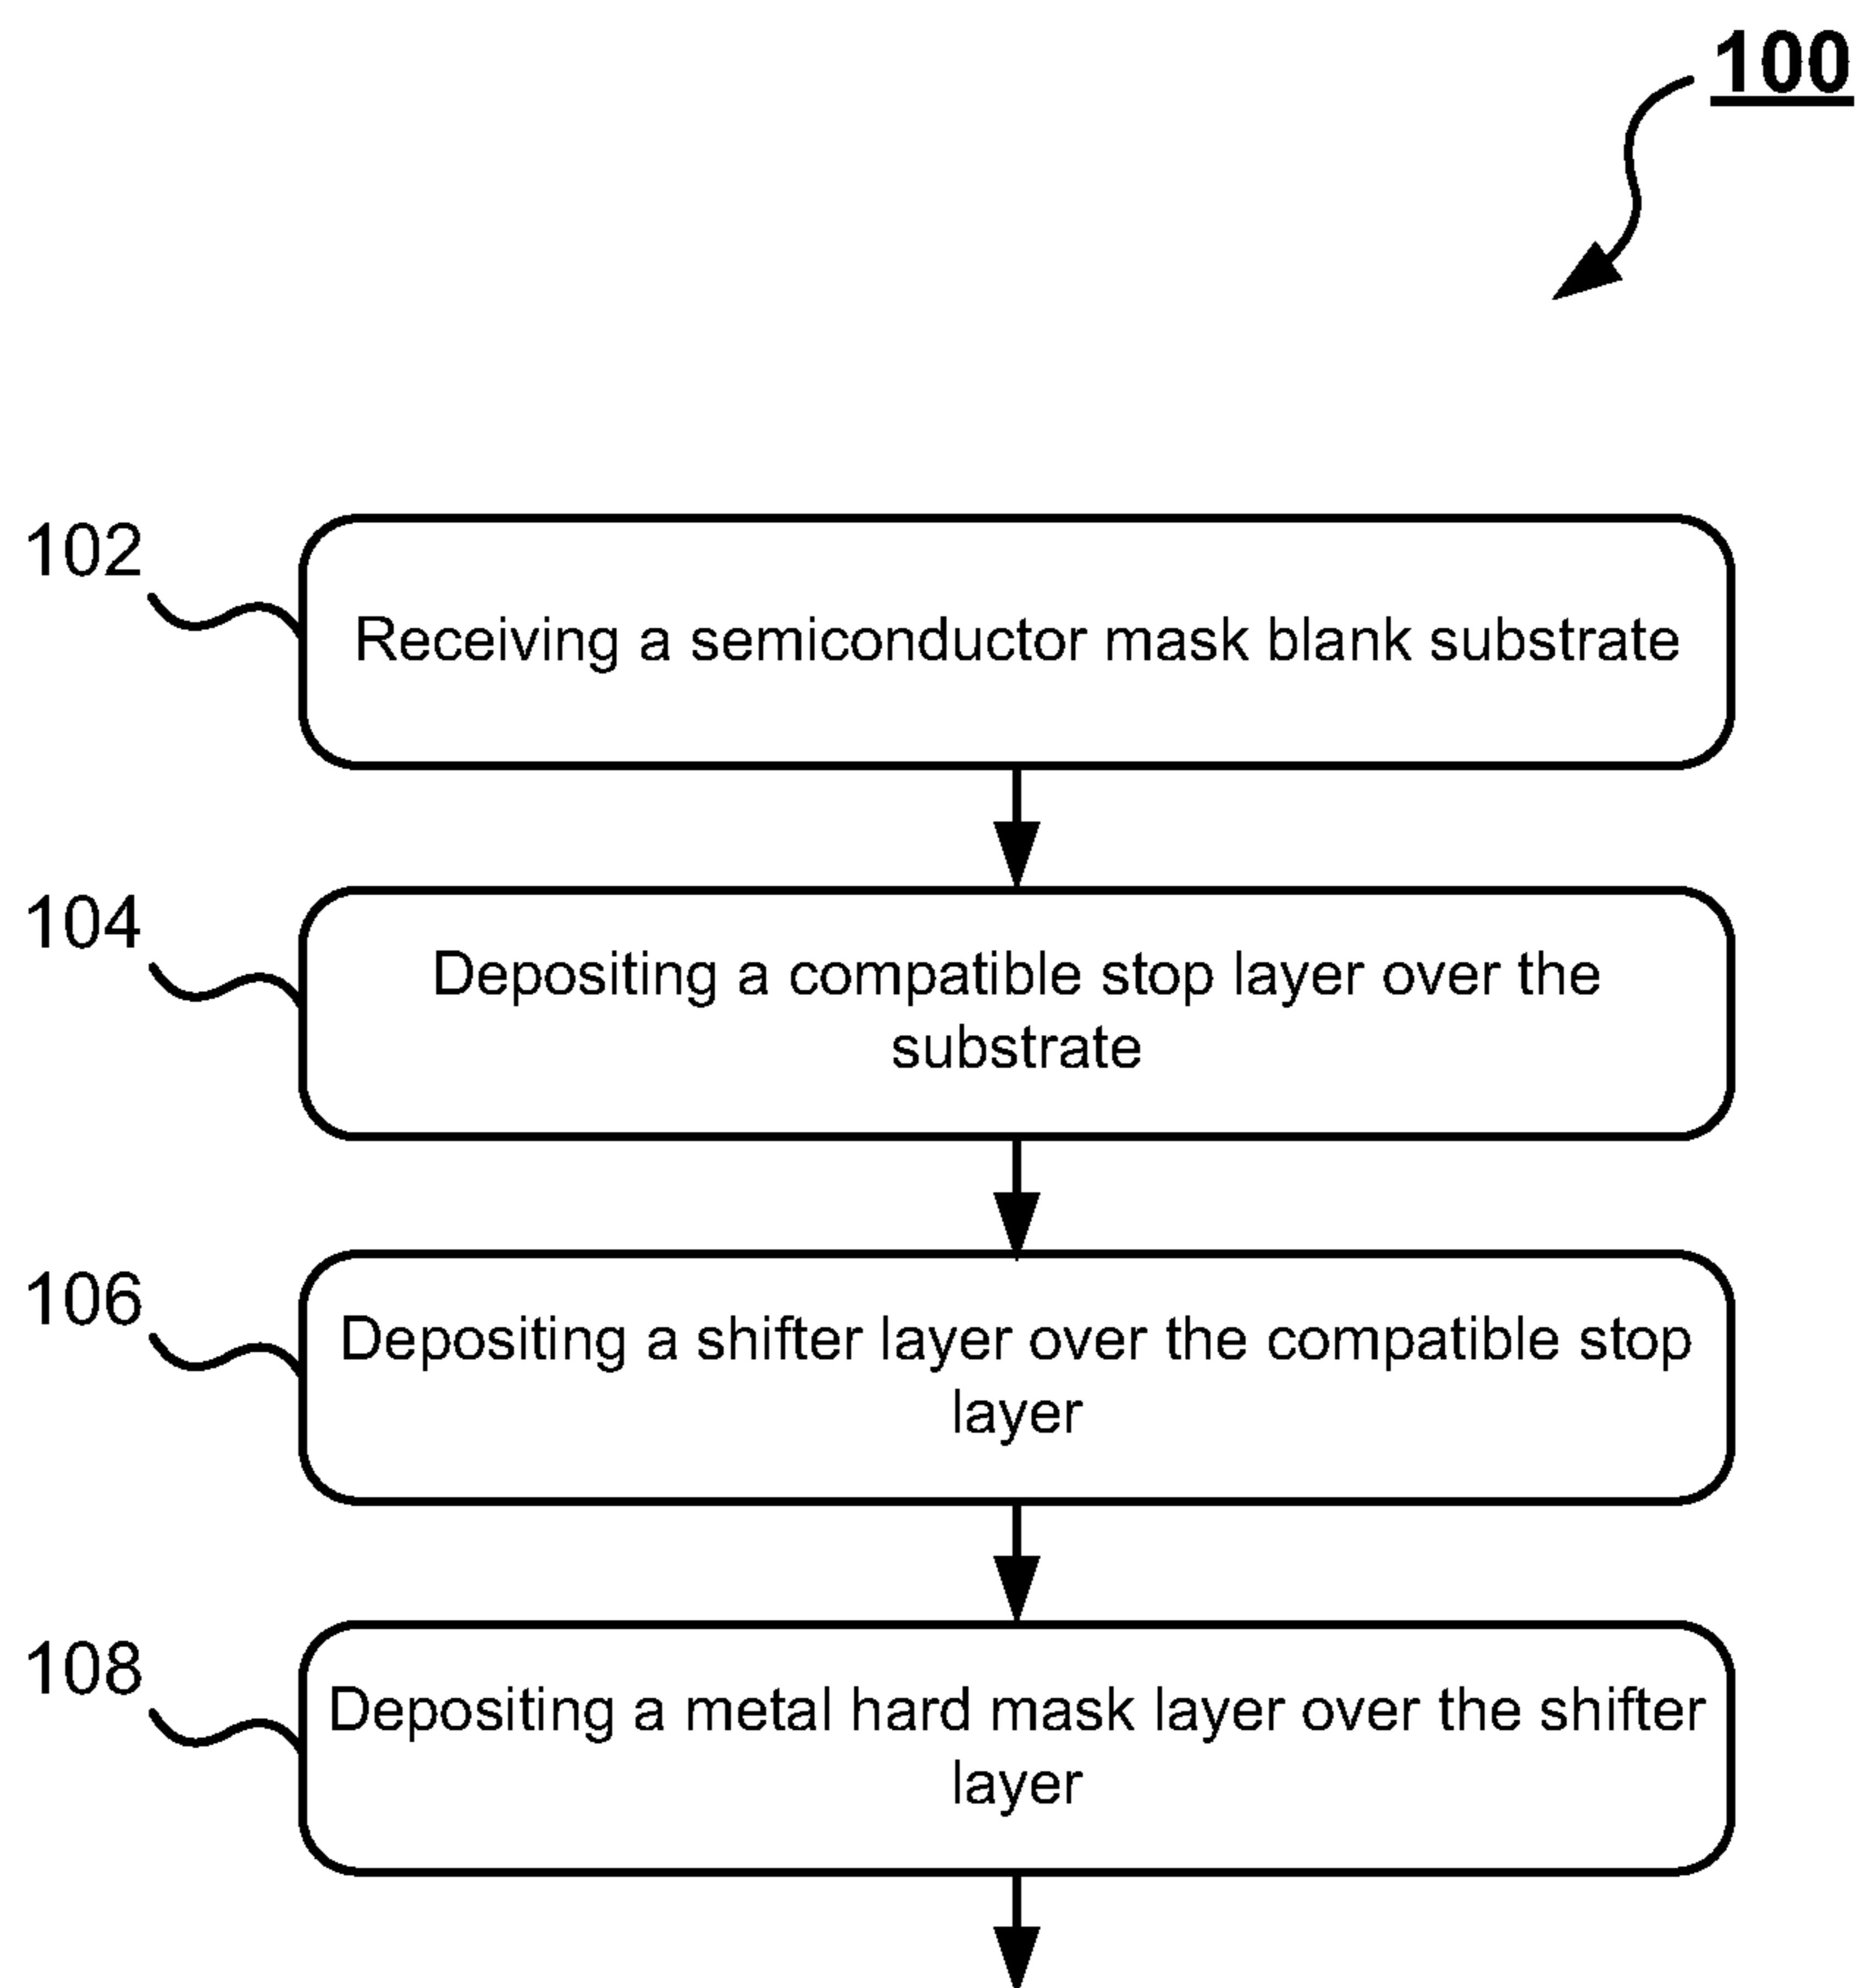 100
102
Receiving a semiconductor mask blank substrate
104
Depositing a compatible stop layer over the
substrate
106
Depositing a shifter layer over the compatible stop
layer
108
Depositing a metal hard mask layer over the shifter
layer